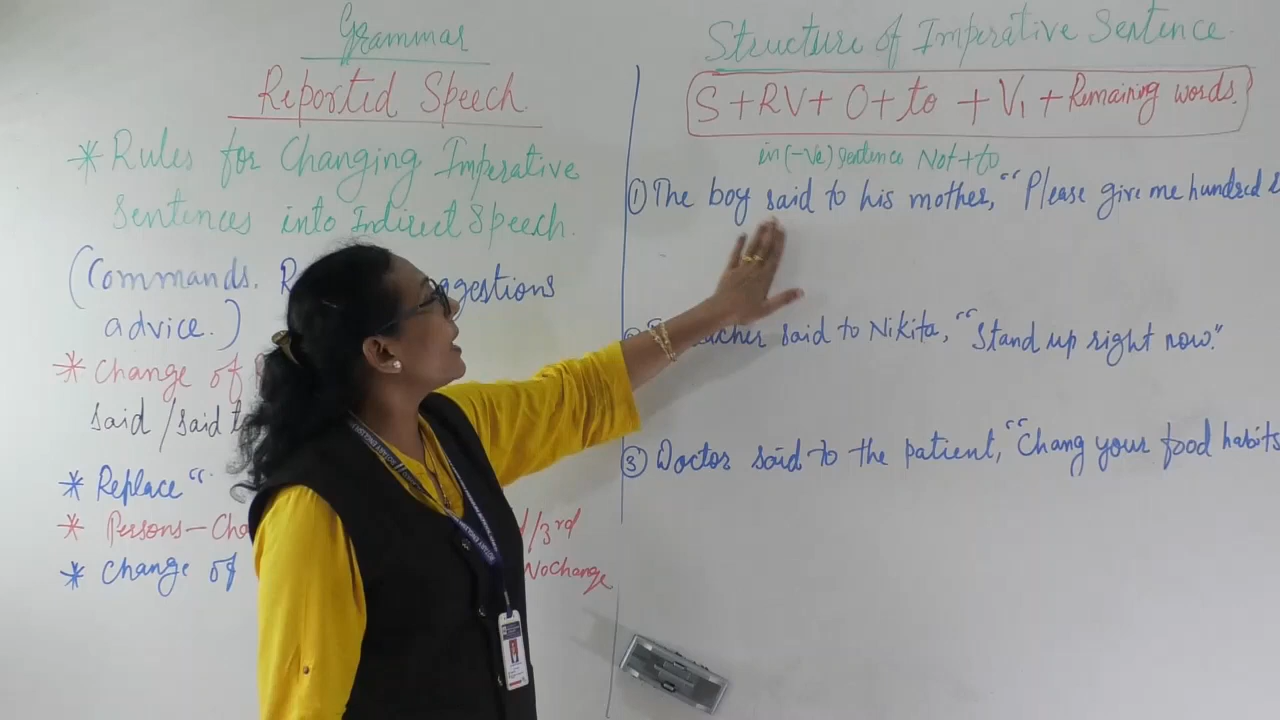 Grammar
Reported Speech
* Rules for Changing Imperative
Sentences into Indirect Speech.
(Commands.
advice.)
* Change of
said / said to
* Replace "
* Persons -
/3rd
* Change of
No change
Structure of Imperative Sentence.
S + RV + O + to + V1 + Remaining words.
in (-ve) sentence Not + to
① The boy said to his mother, "Please give me hundred
said to Nikita, "Stand up right now."
③ Doctor said to the patient, "Chang your food habits